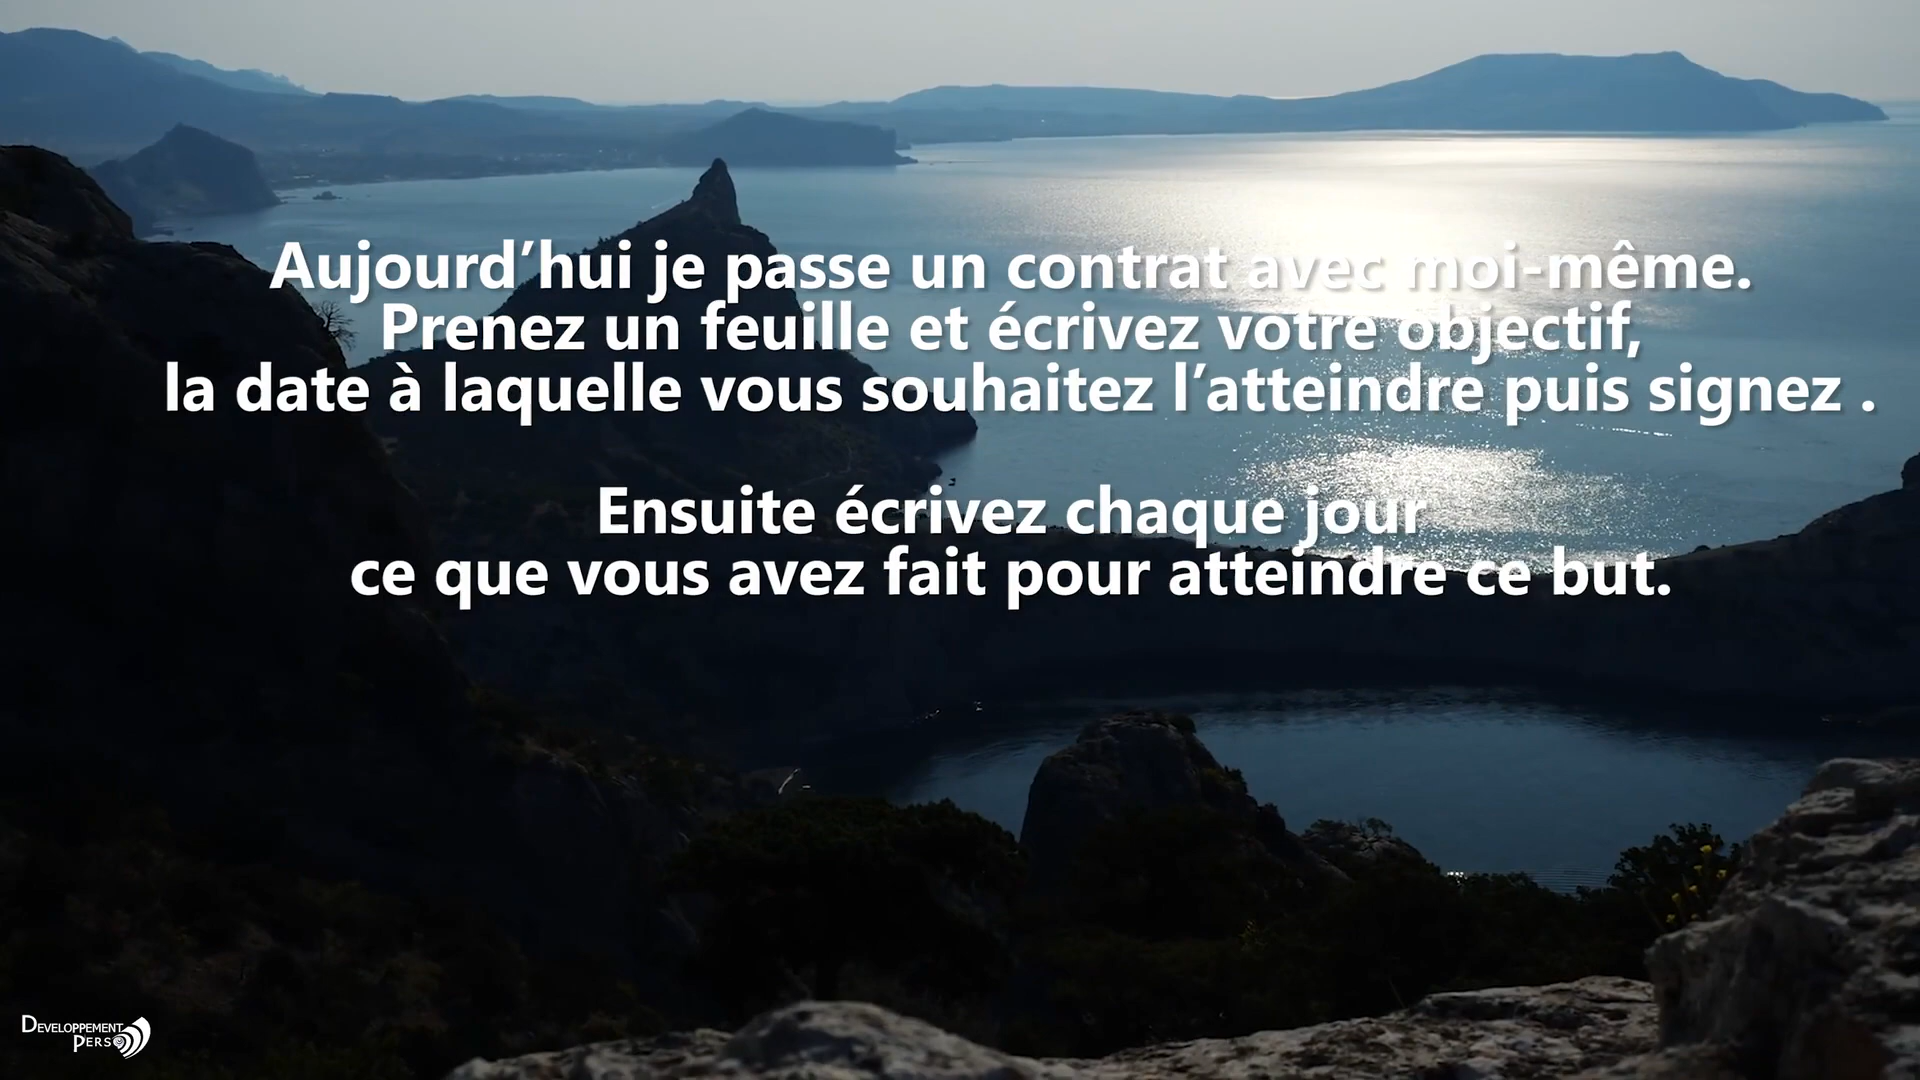 Aujourd’hui je passe un contrat avec moi-même.
Prenez un feuille et écrivez votre objectif,
la date à laquelle vous souhaitez l’atteindre puis signez .
Ensuite écrivez chaque jour
ce que vous avez fait pour atteindre ce but.
DEVELOPPEMENT
PERSO